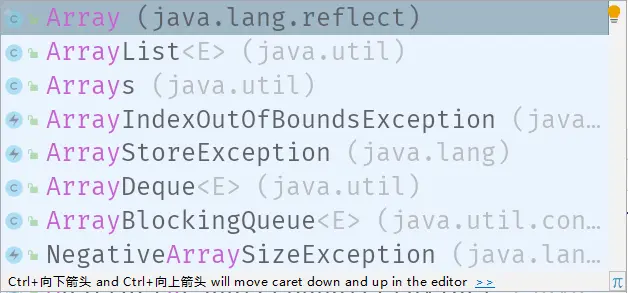 Array (java.lang.reflect)
ArrayList<E> (java.util)
Arrays (java.util)
ArrayIndexOutOfBoundsException (java...
ArrayStoreException (java.lang)
ArrayDeque<E> (java.util)
ArrayBlockingQueue<E> (java.util.con...
NegativeArraySizeException (java.lan...
Ctrl+向下箭头 and Ctrl+向上箭头 will move caret down and up in the editor >> π